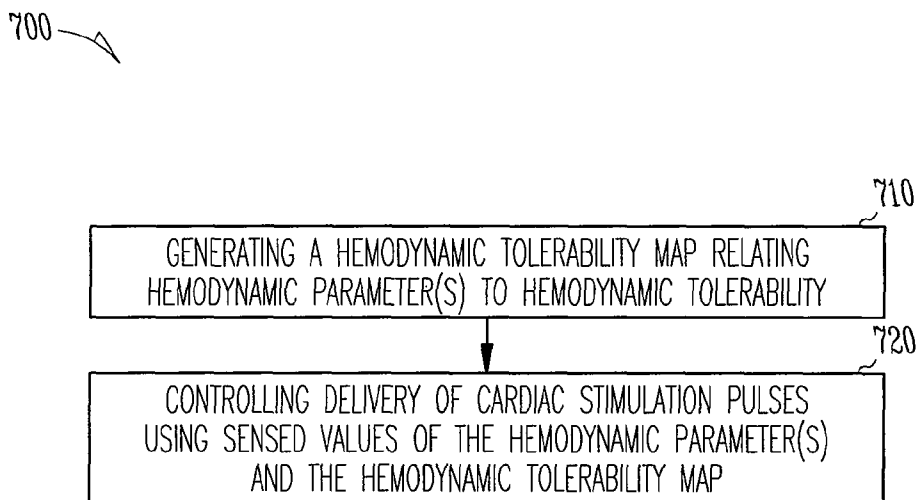 700
710
GENERATING A HEMODYNAMIC TOLERABILITY MAP RELATING
HEMODYNAMIC PARAMETER(S) TO HEMODYNAMIC TOLERABILITY
720
CONTROLLING DELIVERY OF CARDIAC STIMULATION PULSES
USING SENSED VALUES OF THE HEMODYNAMIC PARAMETER(S)
AND THE HEMODYNAMIC TOLERABILITY MAP